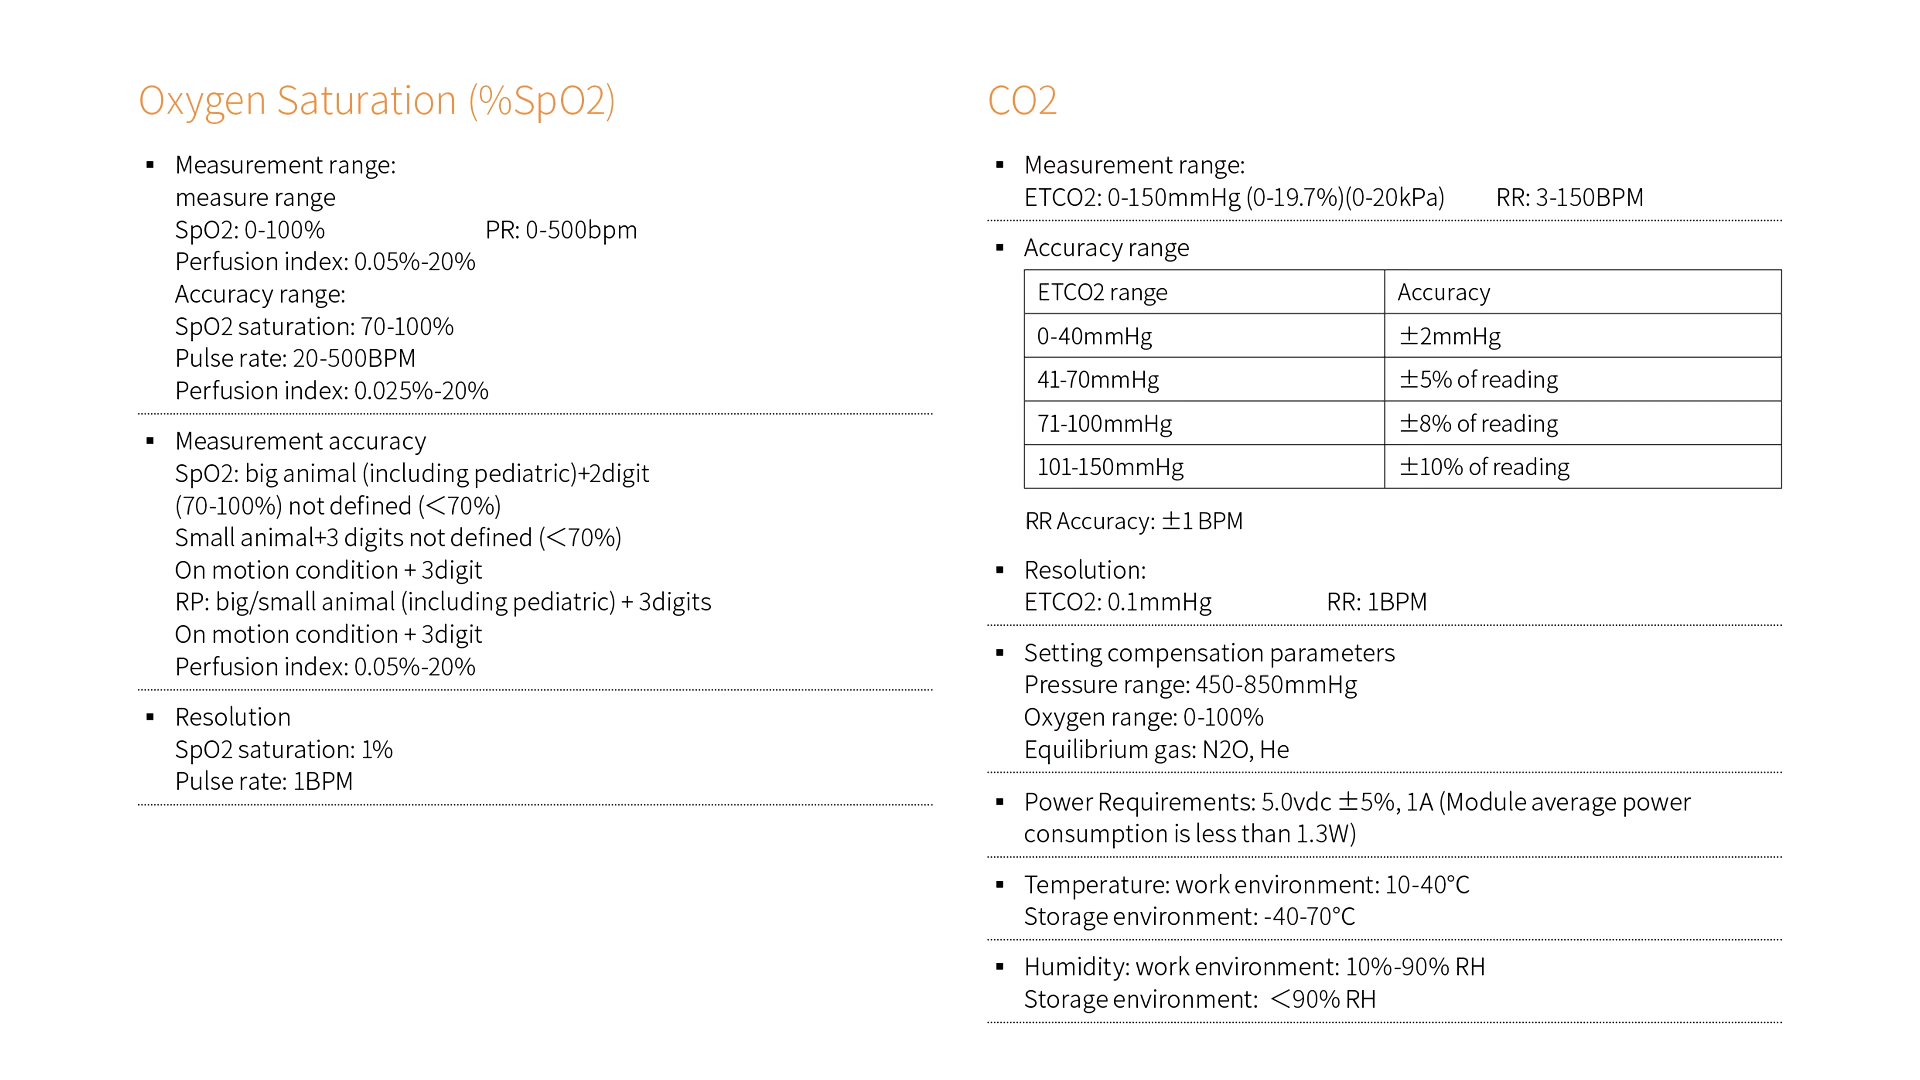 Oxygen Saturation (%SpO2)
▪ Measurement range:
measure range
SpO2: 0-100% PR: 0-500bpm
Perfusion index: 0.05%-20%
Accuracy range:
SpO2 saturation: 70-100%
Pulse rate: 20-500BPM
Perfusion index: 0.025%-20%
▪ Measurement accuracy
SpO2: big animal (including pediatric)+2digit
(70-100%) not defined (＜70%)
Small animal+3 digits not defined (＜70%)
On motion condition + 3digit
RP: big/small animal (including pediatric) + 3digits
On motion condition + 3digit
Perfusion index: 0.05%-20%
▪ Resolution
SpO2 saturation: 1%
Pulse rate: 1BPM
CO2
▪ Measurement range:
ETCO2: 0-150mmHg (0-19.7%)(0-20kPa) RR: 3-150BPM
▪ Accuracy range
ETCO2 range Accuracy
0-40mmHg ±2mmHg
41-70mmHg ±5% of reading
71-100mmHg ±8% of reading
101-150mmHg ±10% of reading
RR Accuracy: ±1 BPM
▪ Resolution:
ETCO2: 0.1mmHg RR: 1BPM
▪ Setting compensation parameters
Pressure range: 450-850mmHg
Oxygen range: 0-100%
Equilibrium gas: N2O, He
▪ Power Requirements: 5.0vdc ±5%, 1A (Module average power
consumption is less than 1.3W)
▪ Temperature: work environment: 10-40°C
Storage environment: -40-70°C
▪ Humidity: work environment: 10%-90% RH
Storage environment: ＜90% RH